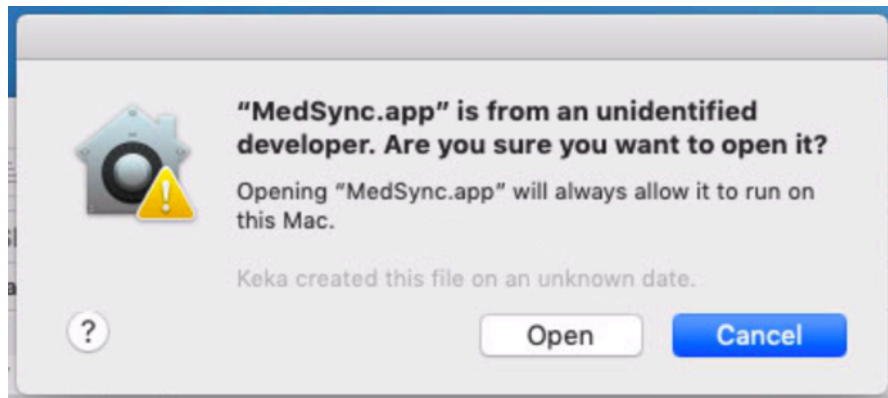 “MedSync.app” is from an unidentified
developer. Are you sure you want to open it?
Opening “MedSync.app” will always allow it to run on
this Mac.
Keka created this file on an unknown date.
?
Open
Cancel